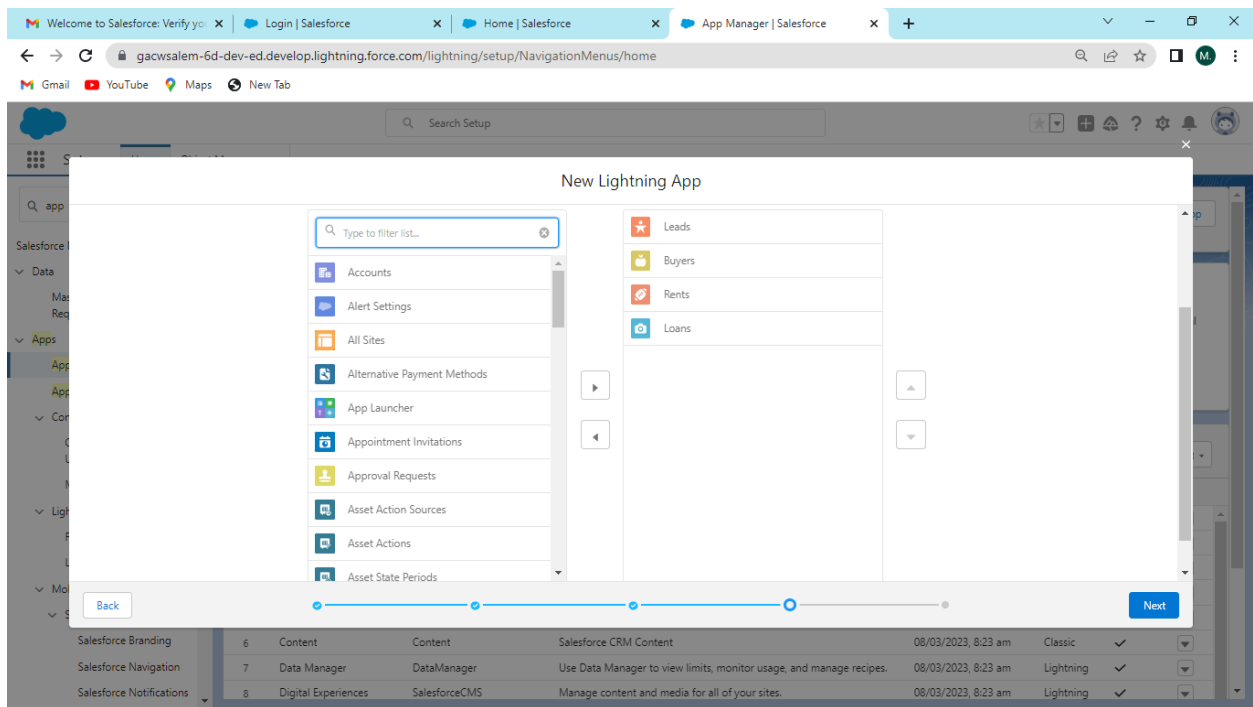 Welcome to Salesforce: Verify yo
Login | Salesforce
Home | Salesforce
App Manager | Salesforce
gacwsalem-6d-dev-ed.develop.lightning.force.com/lightning/setup/NavigationMenus/home
M.
Gmail
YouTube
Maps
New Tab
Search Setup
New Lightning App
app
Salesforce
Data
Apps
App
App
Type to filter list...
Accounts
Alert Settings
All Sites
Alternative Payment Methods
App Launcher
Appointment Invitations
Approval Requests
Asset Action Sources
Asset Actions
Asset State Periods
Leads
Buyers
Rents
Loans
Back
Next
Salesforce Branding
Salesforce Navigation
Salesforce Notifications
6 Content Content Salesforce CRM Content 08/03/2023, 8:23 am Classic
7 Data Manager DataManager Use Data Manager to view limits, monitor usage, and manage recipes. 08/03/2023, 8:23 am Lightning
8 Digital Experiences SalesforceCMS Manage content and media for all of your sites. 08/03/2023, 8:23 am Lightning